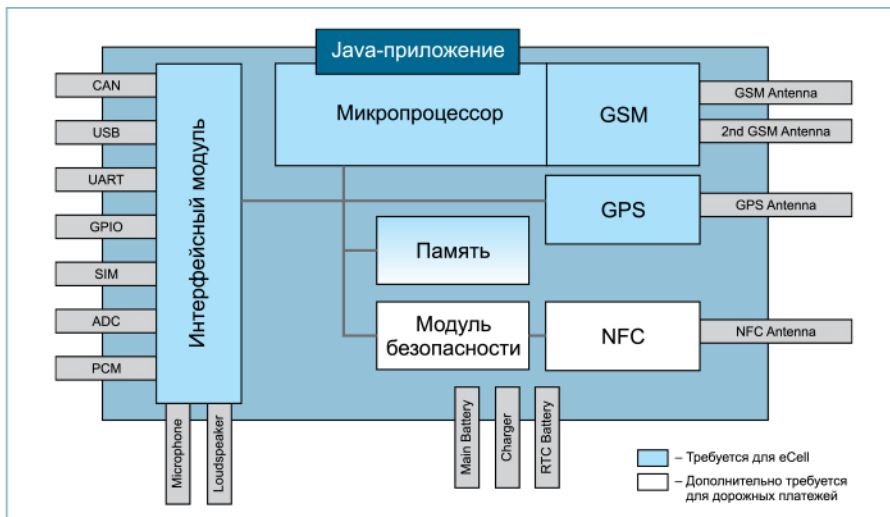 Java-приложение
CAN
USB
UART
GPIO
SIM
ADC
PCM
Интерфейсный модуль
Microphone
Loudspeaker
Микропроцессор
GSM
GPS
Память
Модуль
безопасности
NFC
GSM Antenna
2nd GSM Antenna
GPS Antenna
NFC Antenna
Main Battery
Charger
RTC Battery
– Требуется для eCell
– Дополнительно требуется
для дорожных платежей